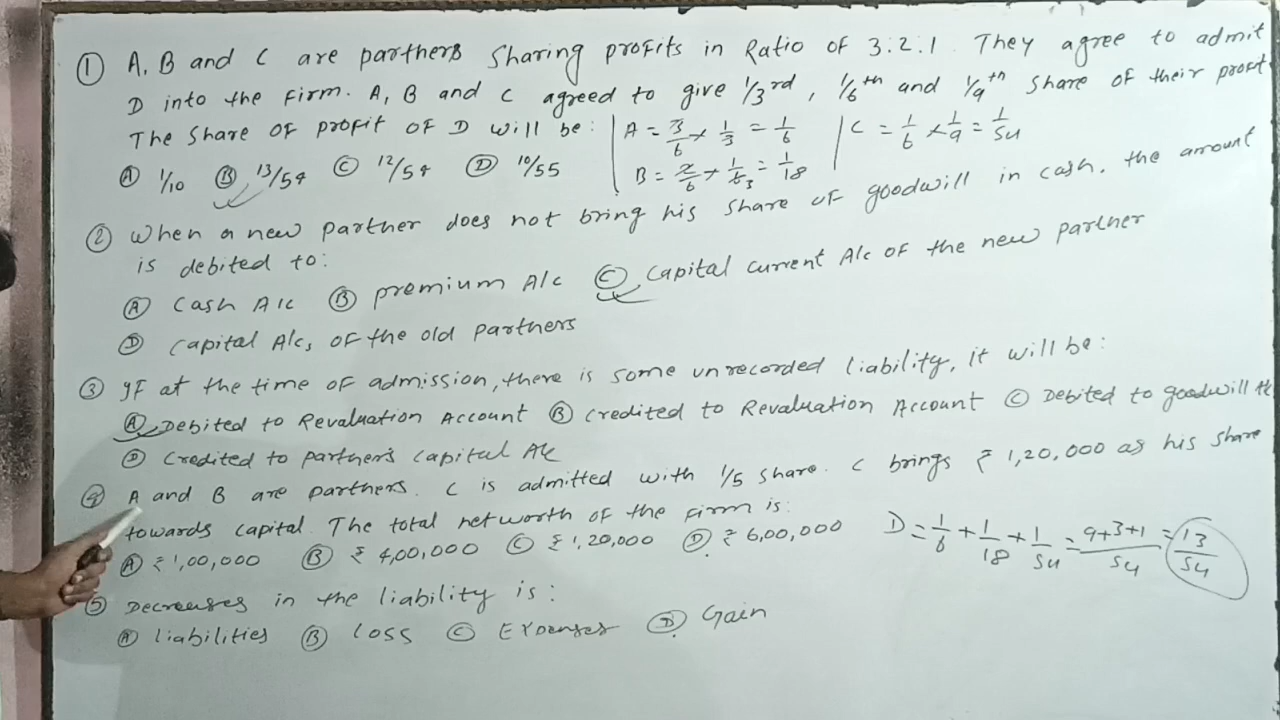 ① A, B and C are partners sharing profits in Ratio of 3:2:1. They agree to admit
D into the firm. A, B and C agreed to give 1/3rd, 1/6th and 1/9th share of their profit
The share of profit of D will be:
Ⓐ 1/10 Ⓑ 13/54 Ⓒ 12/54 Ⓓ 10/55
A = 3/6 × 1/3 = 1/6
B = 2/6 × 1/6 3 = 1/18
C = 1/6 × 1/9 = 1/54
② When a new partner does not bring his share of goodwill in cash, the amount
is debited to:
Ⓐ Cash A/c Ⓑ premium A/c Ⓒ Capital current A/c of the new partner
Ⓓ Capital A/c, of the old partners
③ If at the time of admission, there is some unrecorded liability, it will be:
Ⓐ Debited to Revaluation Account Ⓑ Credited to Revaluation Account Ⓒ Debited to goodwill
Ⓓ Credited to partner's capital A/c
④ A and B are partners. C is admitted with 1/5 share. C brings ₹ 1,20,000 as his share
towards capital. The total networth of the firm is:
Ⓐ ₹ 1,00,000 Ⓑ ₹ 4,00,000 Ⓒ ₹ 1,20,000 Ⓓ ₹ 6,00,000
D = 1/6 + 1/18 + 1/54 = 9+3+1/54 = 13/54
⑤ Decreases in the liability is:
Ⓐ liabilities Ⓑ Loss Ⓒ Expenses Ⓓ Gain